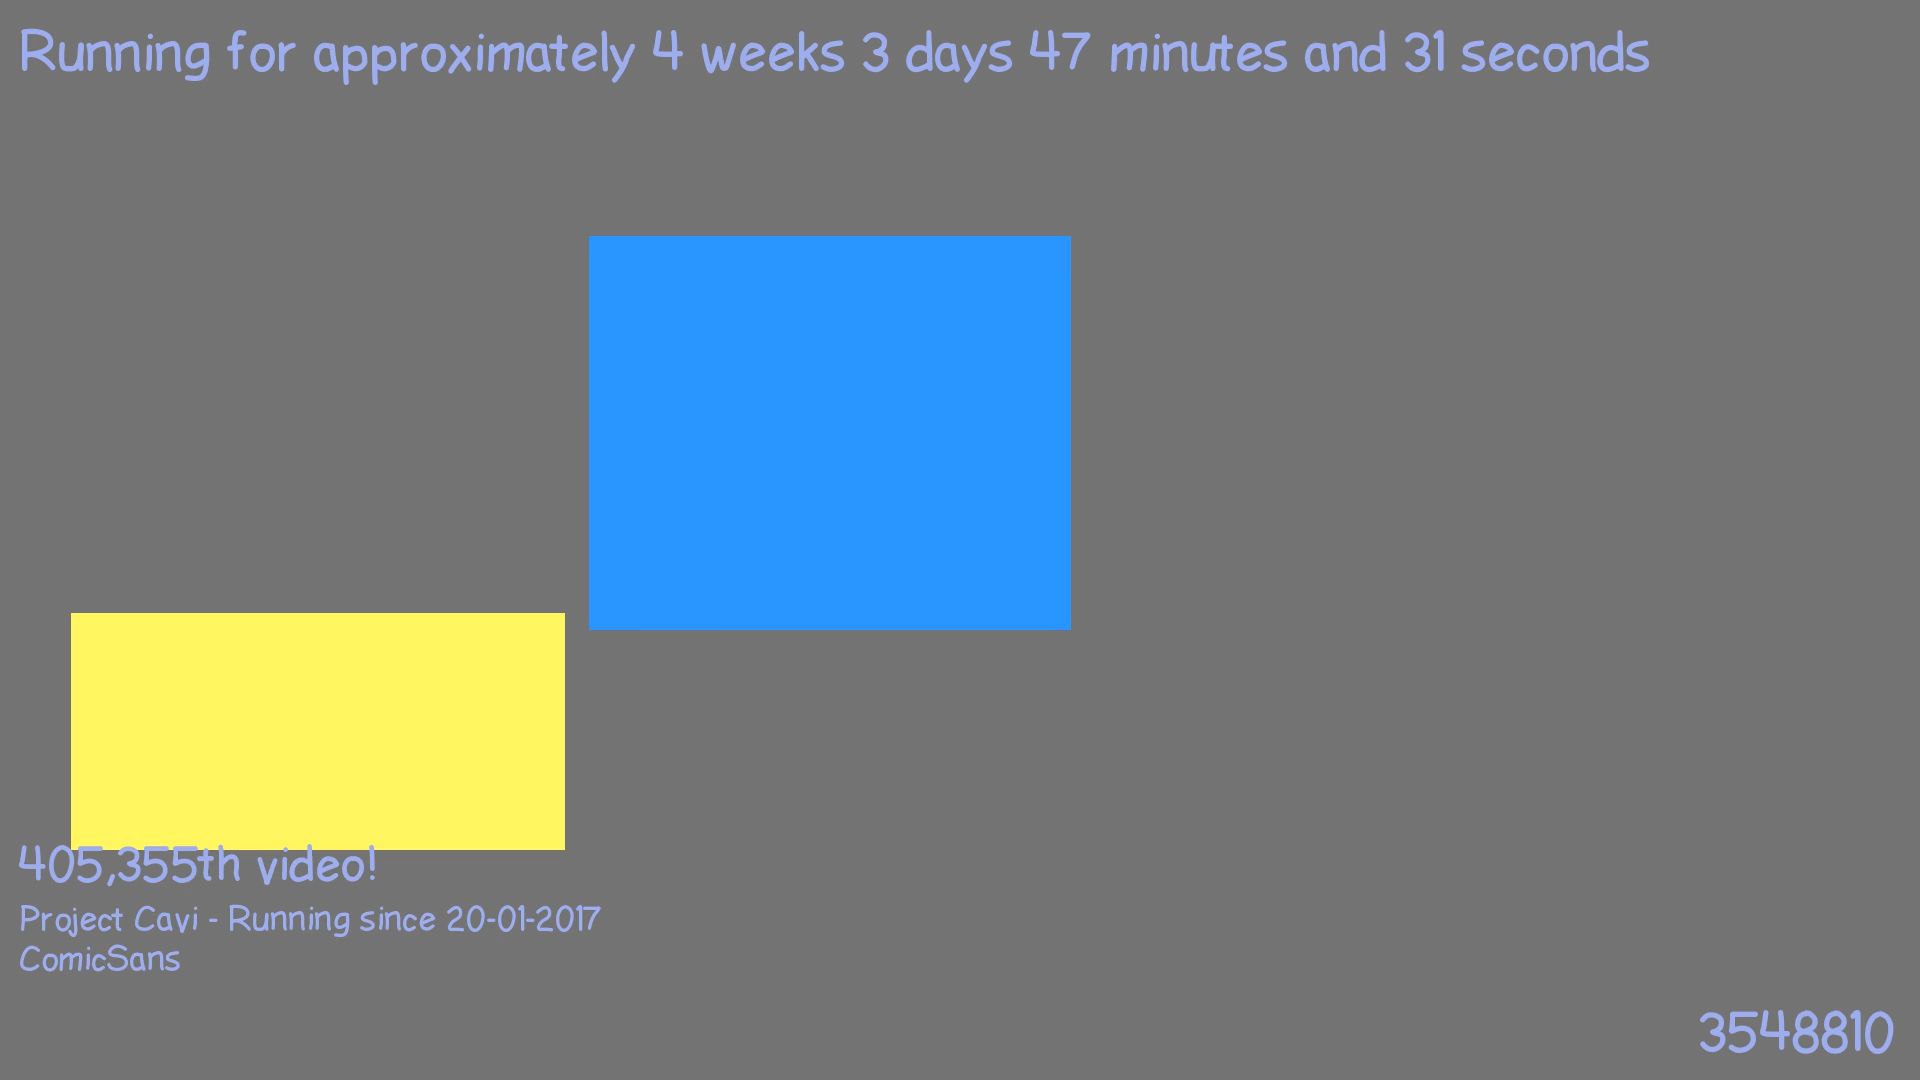 Running for approximately 4 weeks 3 days 47 minutes and 31 seconds
405,355th video!
Project Cavi - Running since 20-01-2017
ComicSans
3548810